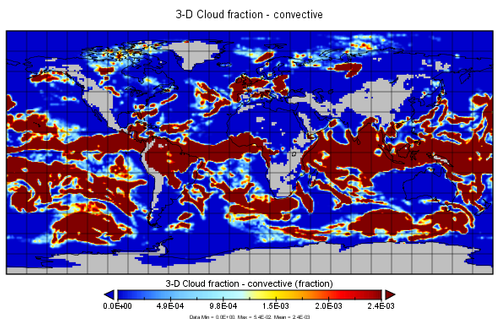 3-D Cloud fraction - convective
3-D Cloud fraction - convective (fraction)
0.0E+00 4.9E-04 9.8E-04 1.5E-03 2.0E-03 2.4E-03
Data Min = 0.0E+00, Max = 5.4E-02, Mean = 2.4E-03